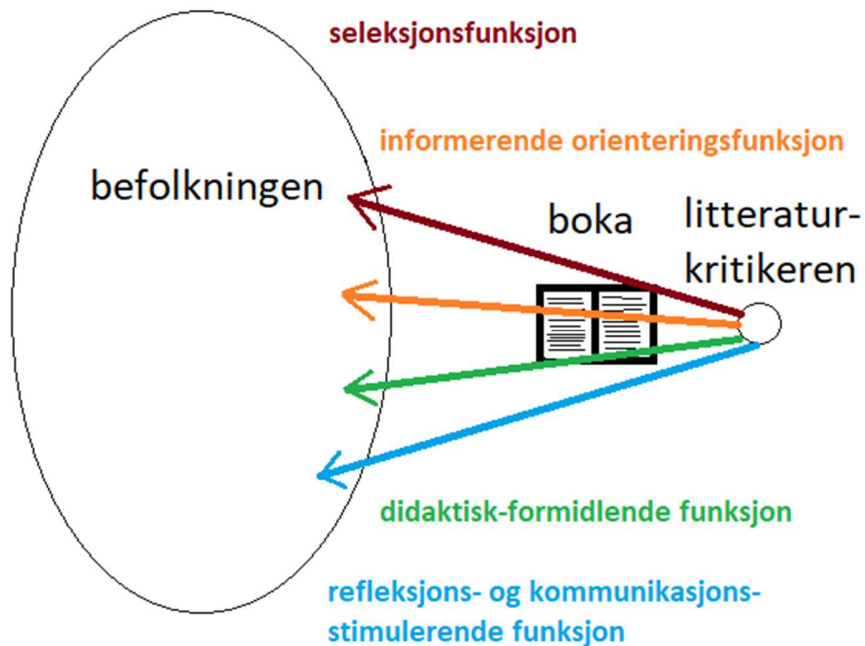 seleksjonsfunksjon
informerende orienteringsfunksjon
befolkningen
boka
litteratur-
kritikeren
didaktisk-formidlende funksjon
refleksjons- og kommunikasjons-
stimulerende funksjon